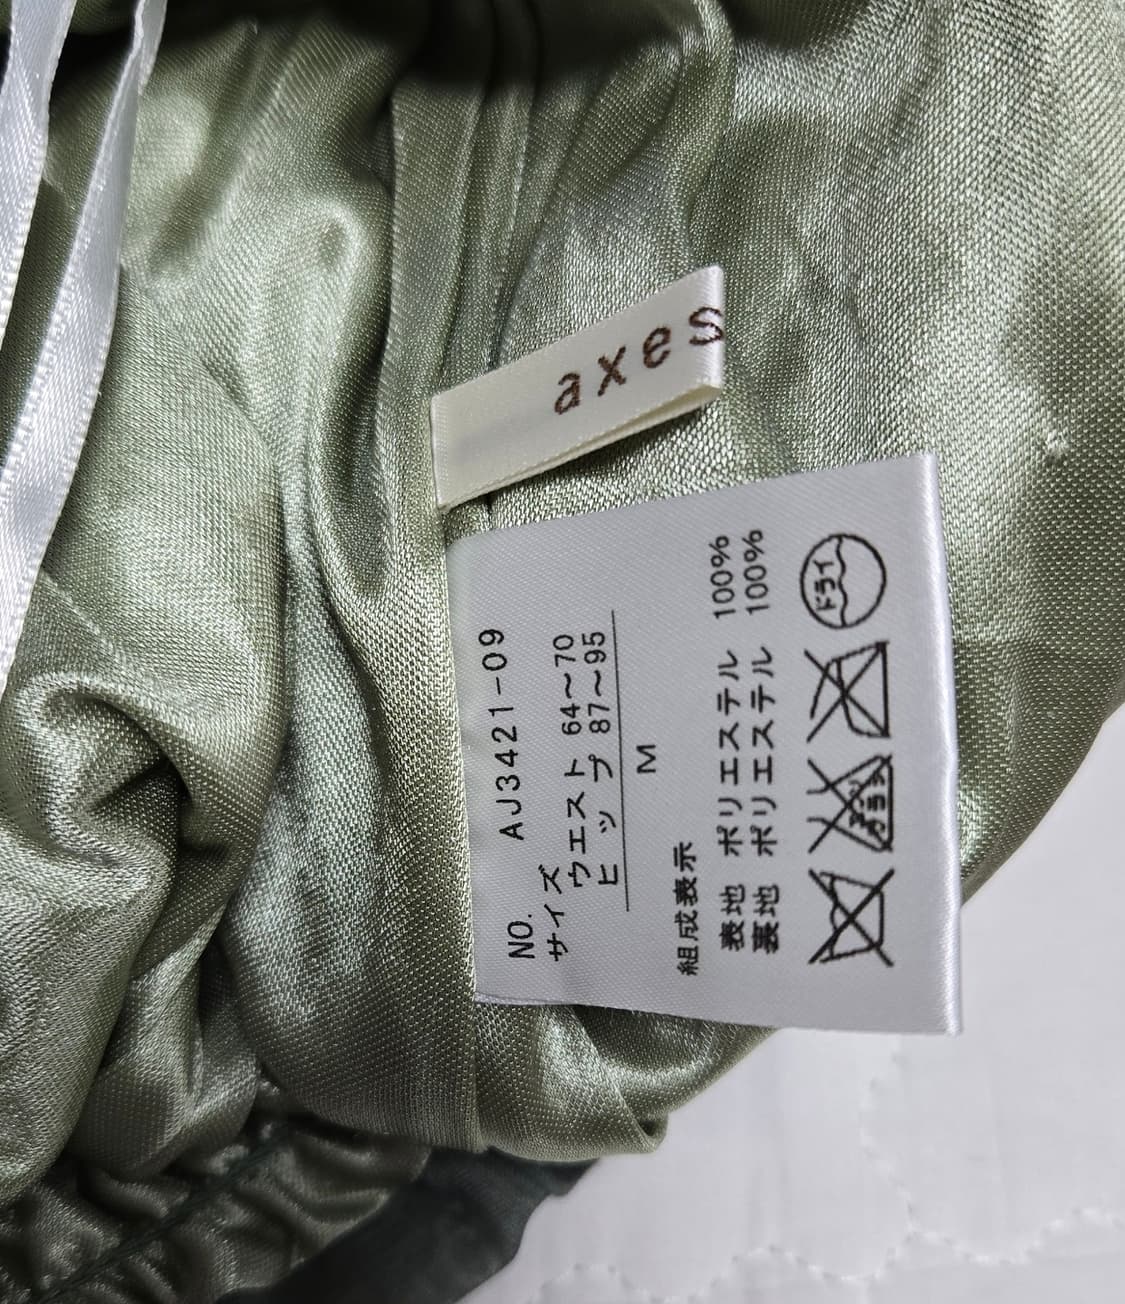 axes
NO. AJ3421-09
サイズ
ウエスト 64〜70
ヒップ 87〜95
M
組成表示
表地 ポリエステル 100%
裏地 ポリエステル 100%
ドライ